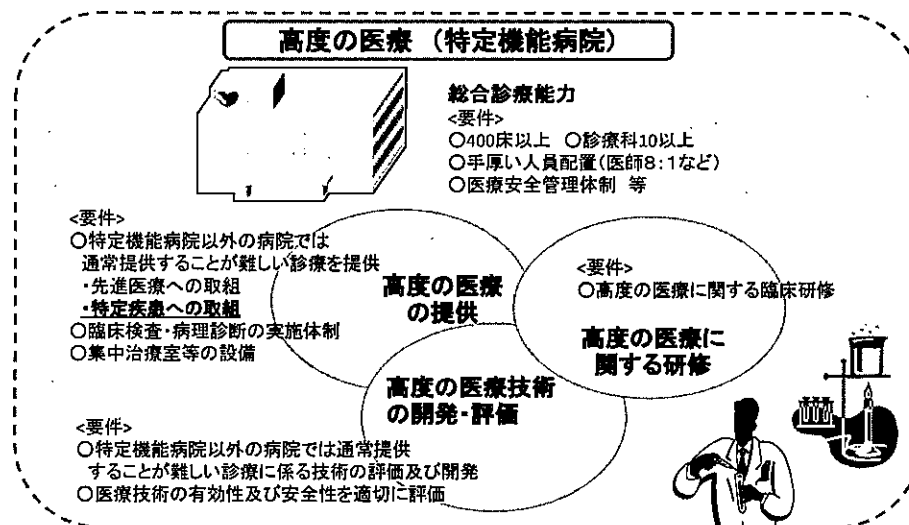 高度の医療 （特定機能病院）
総合診療能力
<要件>
○400床以上 ○診療科10以上
○手厚い人員配置(医師8:1など)
○医療安全管理体制 等
<要件>
○特定機能病院以外の病院では
通常提供することが難しい診療を提供
・先進医療への取組
・特定疾患への取組
○臨床検査・病理診断の実施体制
○集中治療室等の設備
高度の医療
の提供
<要件>
○高度の医療に関する臨床研修
高度の医療に
関する研修
高度の医療技術
の開発・評価
<要件>
○特定機能病院以外の病院では通常提供
することが難しい診療に係る技術の評価及び開発
○医療技術の有効性及び安全性を適切に評価